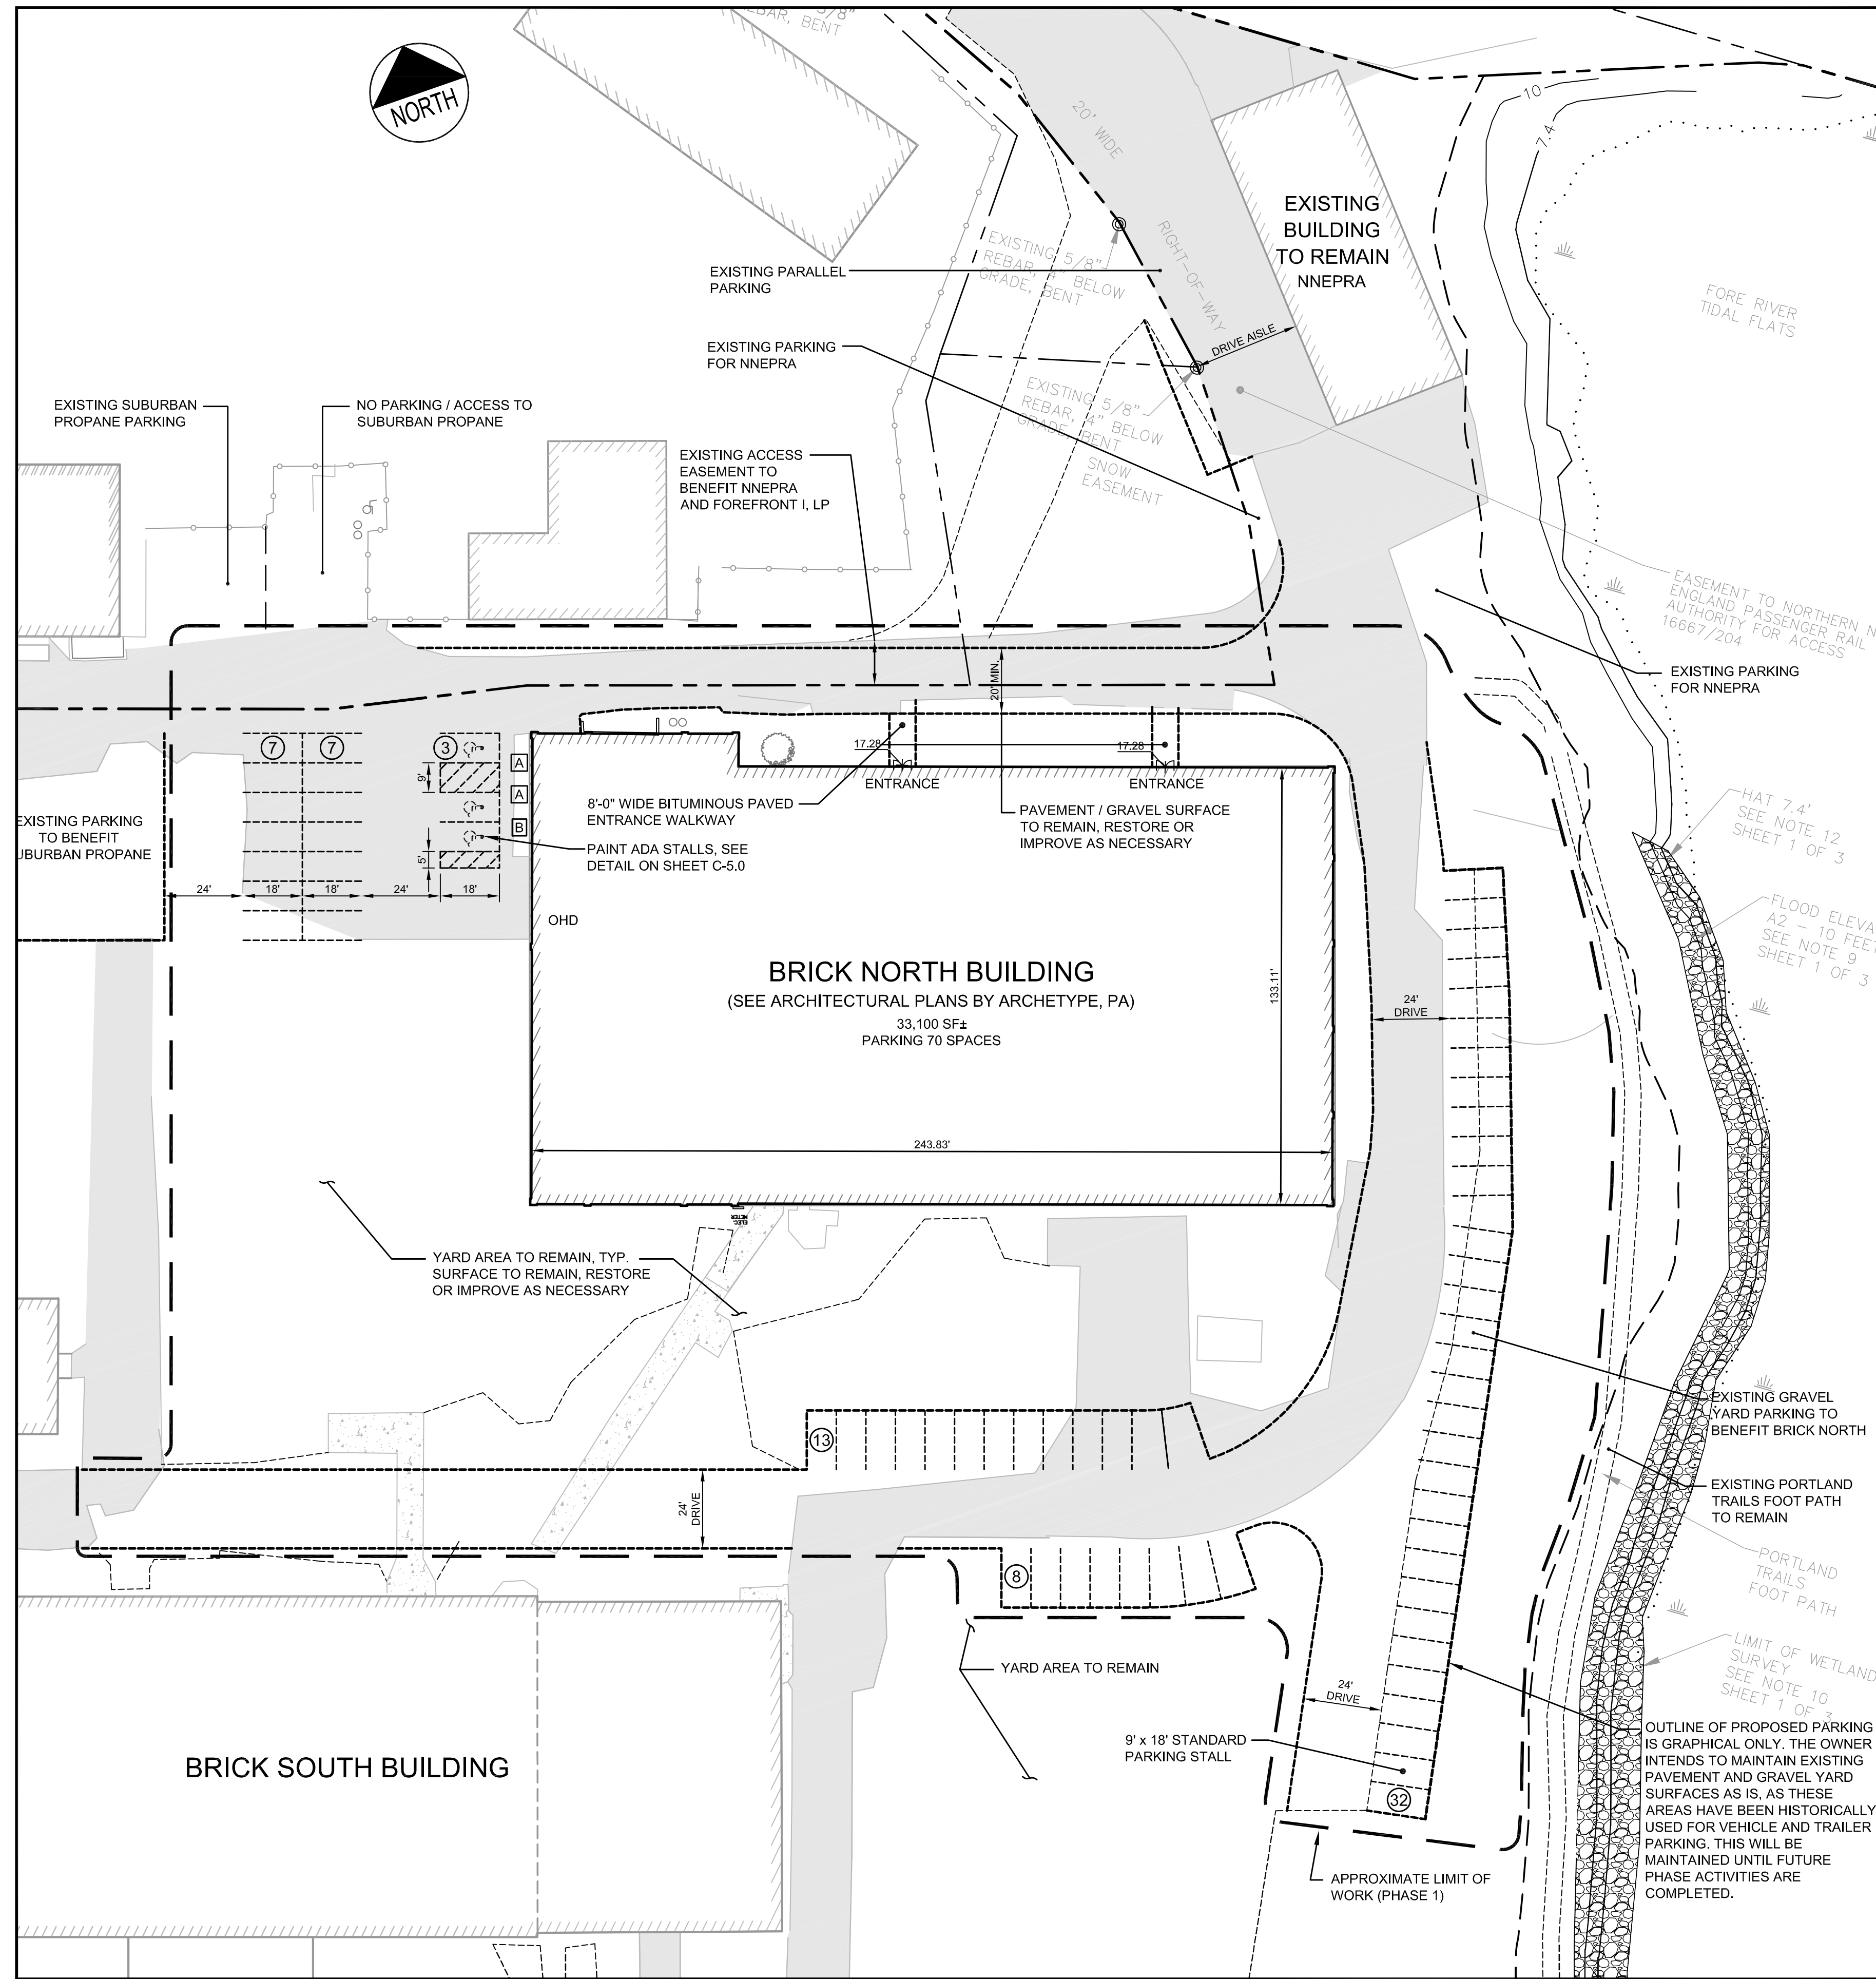 5/8"
REBAR, BENT
NORTH
20' WIDE
RIGHT-OF-WAY
10
7.4
EXISTING
BUILDING
TO REMAIN
NNEPRA
EXISTING 5/8"
REBAR, 4" BELOW
GRADE, BENT
EXISTING PARALLEL
PARKING
FORE RIVER
TIDAL FLATS
DRIVE AISLE
EXISTING PARKING
FOR NNEPRA
EXISTING 5/8"
REBAR, 4" BELOW
GRADE, BENT
SNOW
EASEMENT
EXISTING SUBURBAN
PROPANE PARKING
NO PARKING / ACCESS TO
SUBURBAN PROPANE
EXISTING ACCESS
EASEMENT TO
BENEFIT NNEPRA
AND FOREFRONT I, LP
EASEMENT TO NORTHERN N
ENGLAND PASSENGER RAIL
AUTHORITY FOR ACCESS
16667/204
EXISTING PARKING
FOR NNEPRA
20' MIN.
7
7
3
A
A
B
9'
5'
24'
18'
18'
24'
18'
17.28
17.28
ENTRANCE
ENTRANCE
EXISTING PARKING
TO BENEFIT
UBURBAN PROPANE
8'-0" WIDE BITUMINOUS PAVED
ENTRANCE WALKWAY
PAINT ADA STALLS, SEE
DETAIL ON SHEET C-5.0
PAVEMENT / GRAVEL SURFACE
TO REMAIN, RESTORE OR
IMPROVE AS NECESSARY
HAT 7.4'
SEE NOTE 12
SHEET 1 OF 3
FLOOD ELEVA
A2 – 10 FEET
SEE NOTE 9
SHEET 1 OF 3
OHD
BRICK NORTH BUILDING
(SEE ARCHITECTURAL PLANS BY ARCHETYPE, PA)
33,100 SF±
PARKING 70 SPACES
133.11'
24'
DRIVE
243.83'
ELEC.
METER
YARD AREA TO REMAIN, TYP.
SURFACE TO REMAIN, RESTORE
OR IMPROVE AS NECESSARY
EXISTING GRAVEL
YARD PARKING TO
BENEFIT BRICK NORTH
13
EXISTING PORTLAND
TRAILS FOOT PATH
TO REMAIN
24'
DRIVE
PORTLAND
TRAILS
FOOT PATH
8
YARD AREA TO REMAIN
LIMIT OF WETLAND
SURVEY
SEE NOTE 10
SHEET 1 OF 3
24'
DRIVE
9' x 18' STANDARD
PARKING STALL
32
BRICK SOUTH BUILDING
OUTLINE OF PROPOSED PARKING
IS GRAPHICAL ONLY. THE OWNER
INTENDS TO MAINTAIN EXISTING
PAVEMENT AND GRAVEL YARD
SURFACES AS IS, AS THESE
AREAS HAVE BEEN HISTORICALLY
USED FOR VEHICLE AND TRAILER
PARKING. THIS WILL BE
MAINTAINED UNTIL FUTURE
PHASE ACTIVITIES ARE
COMPLETED.
APPROXIMATE LIMIT OF
WORK (PHASE 1)